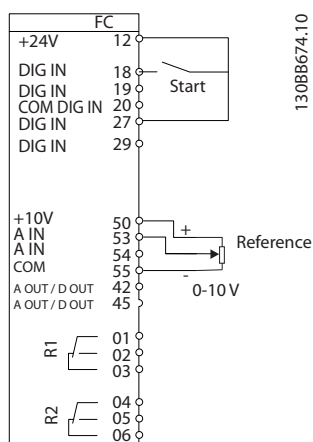 FC
+24V 12
DIG IN 18
DIG IN 19
COM DIG IN 20
DIG IN 27
DIG IN 29
Start
+10V 50
A IN 53
A IN 54
COM 55
A OUT / D OUT 42
A OUT / D OUT 45
+
-
Reference
0-10 V
R1
01
02
03
R2
04
05
06
130BB674.10